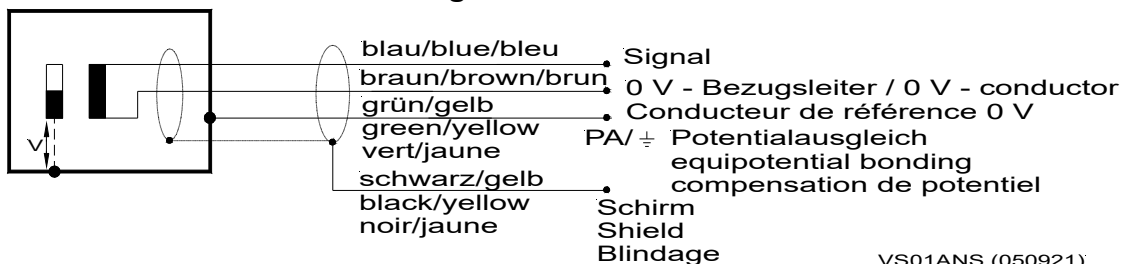 blau/blue/bleu
braun/brown/brun
grün/gelb
green/yellow
vert/jaune
schwarz/gelb
black/yellow
noir/jaune
Signal
0 V - Bezugsleiter / 0 V - conductor
Conducteur de référence 0 V
PA/⏚ Potentialausgleich
equipotential bonding
compensation de potentiel
Schirm
Shield
Blindage
V
VS01ANS (050921)